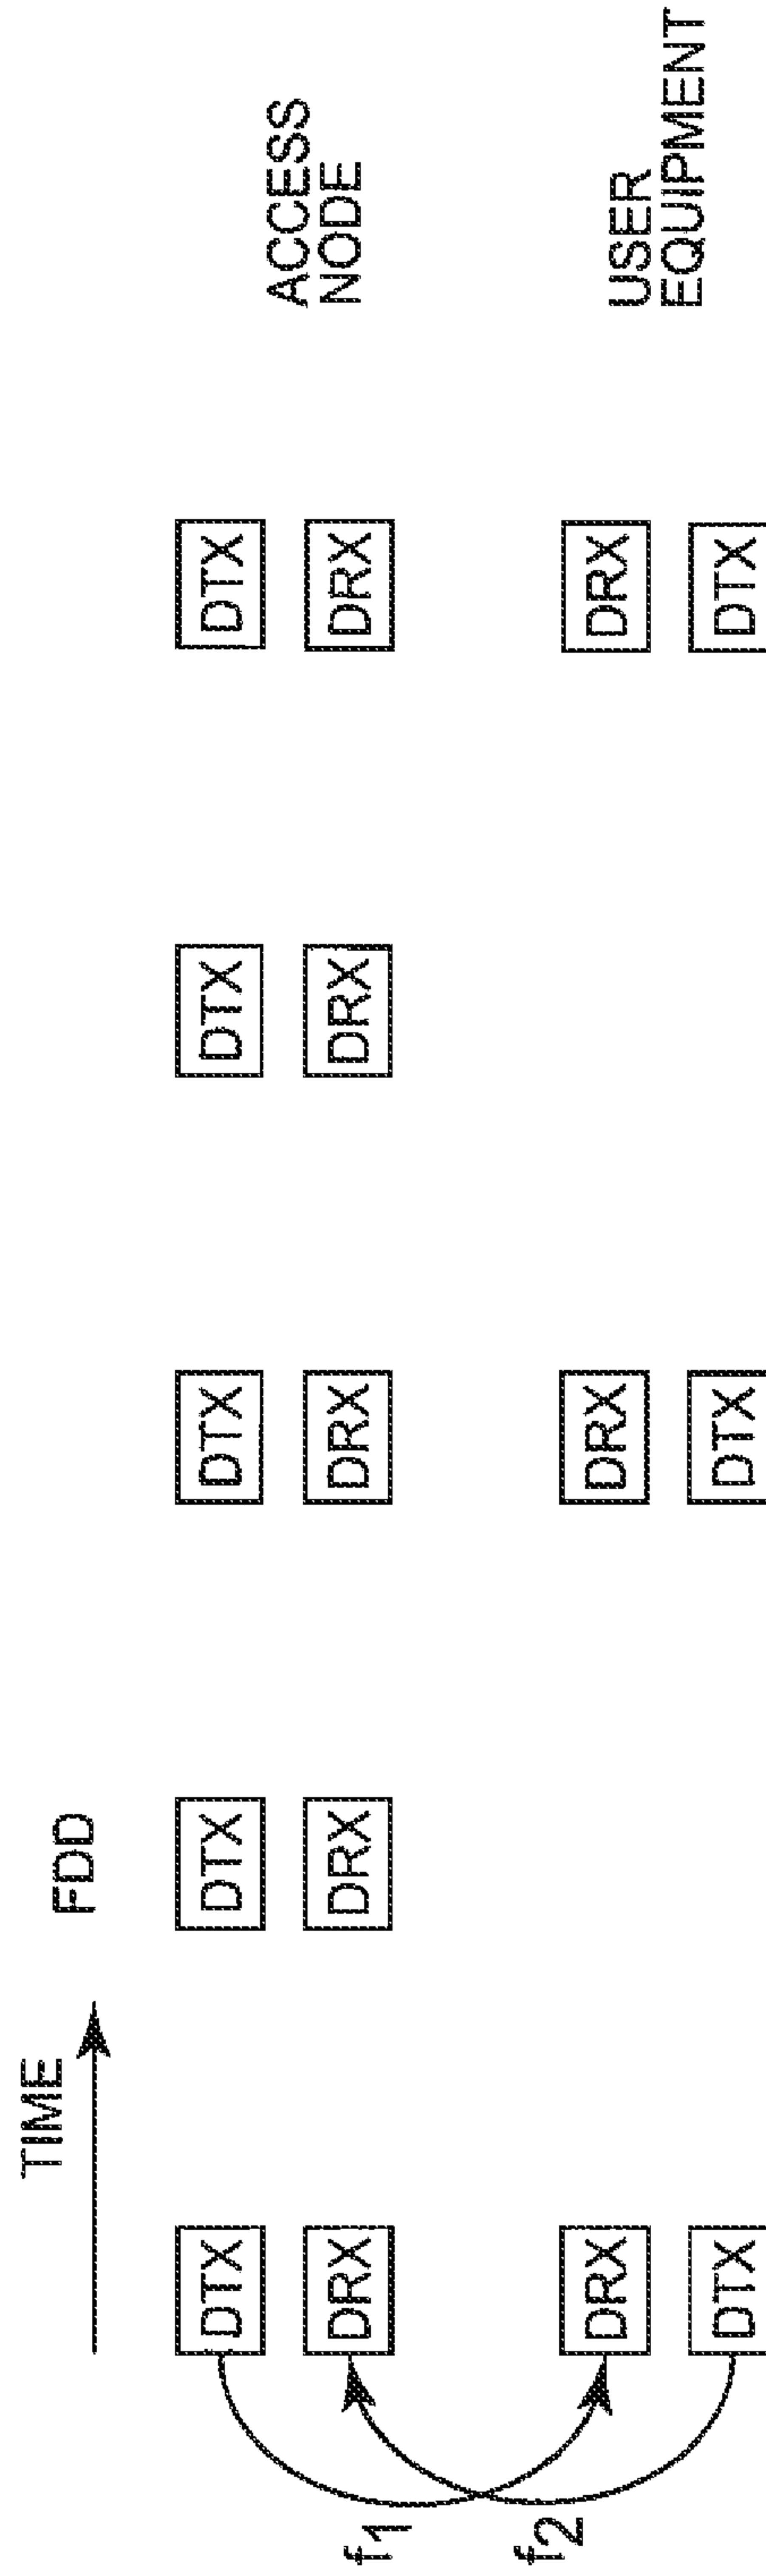 TIME
FDD
DTX DTX DTX DTX DTX
DRX DRX DRX DRX DRX
ACCESS
NODE
f1
f2
DRX DRX DRX
DTX DTX DTX
USER
EQUIPMENT